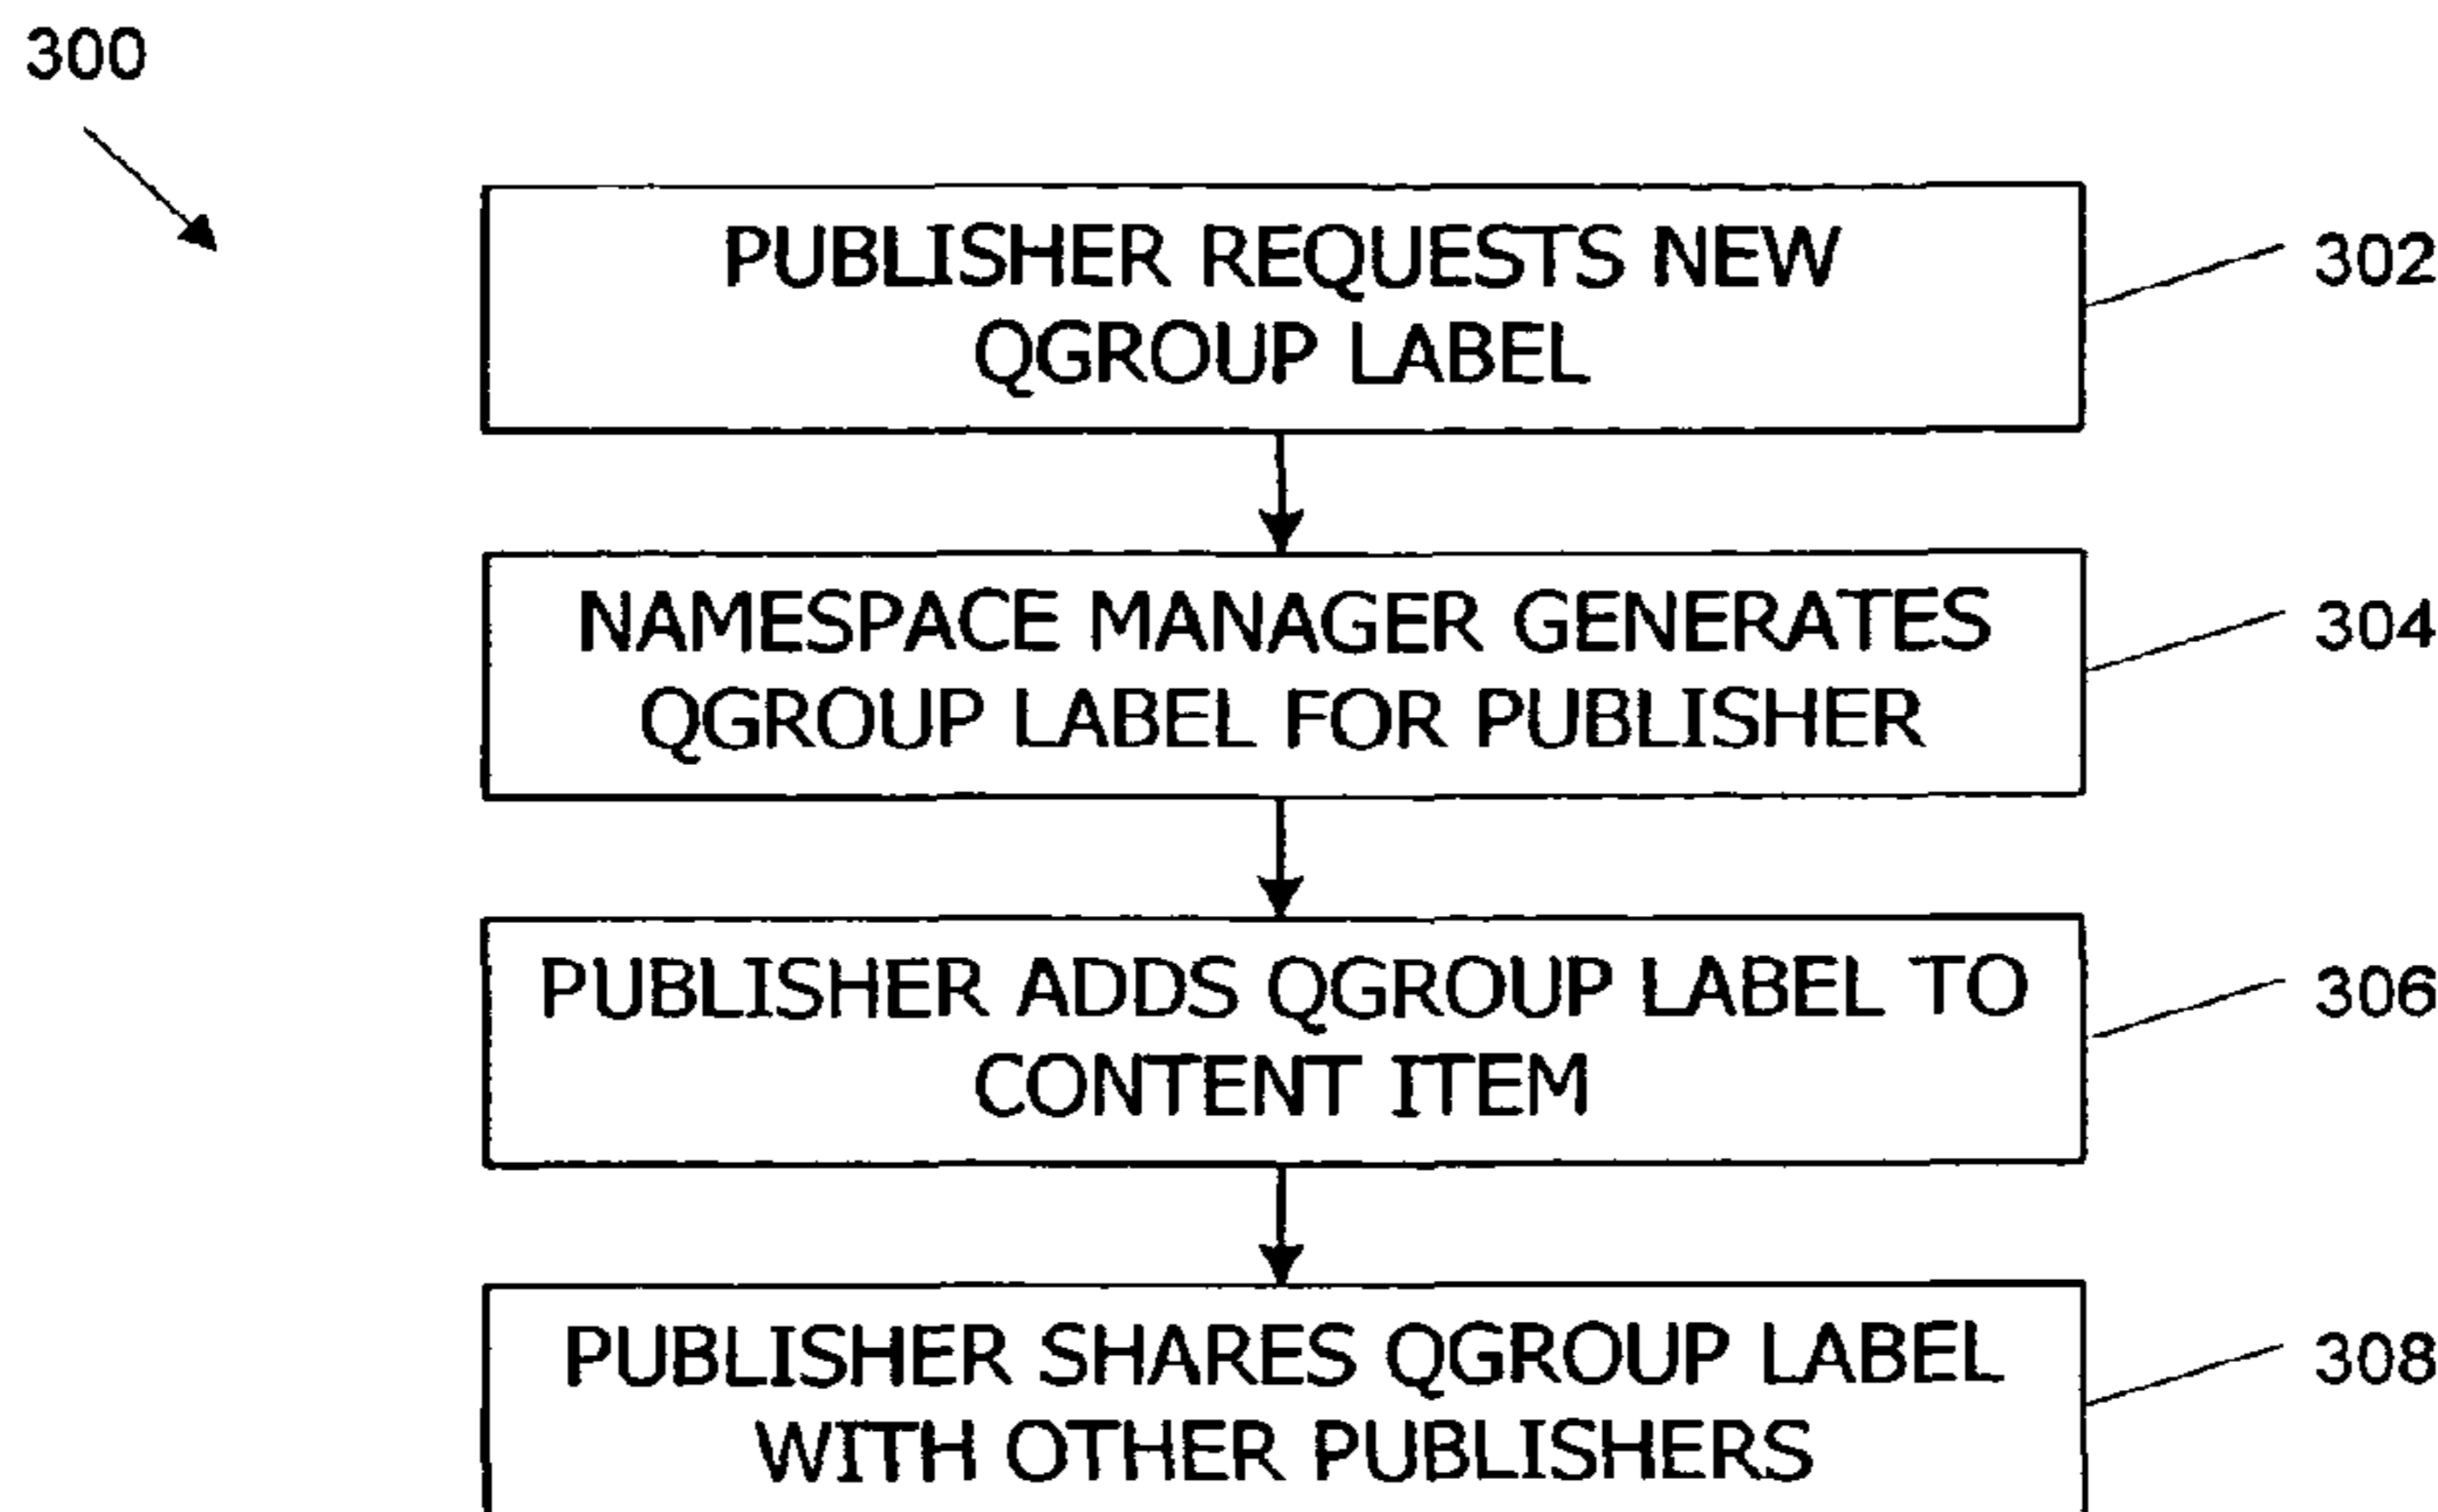 300
PUBLISHER REQUESTS NEW
QGROUP LABEL
302
NAMESPACE MANAGER GENERATES
QGROUP LABEL FOR PUBLISHER
304
PUBLISHER ADDS QGROUP LABEL TO
CONTENT ITEM
306
PUBLISHER SHARES QGROUP LABEL
WITH OTHER PUBLISHERS
308